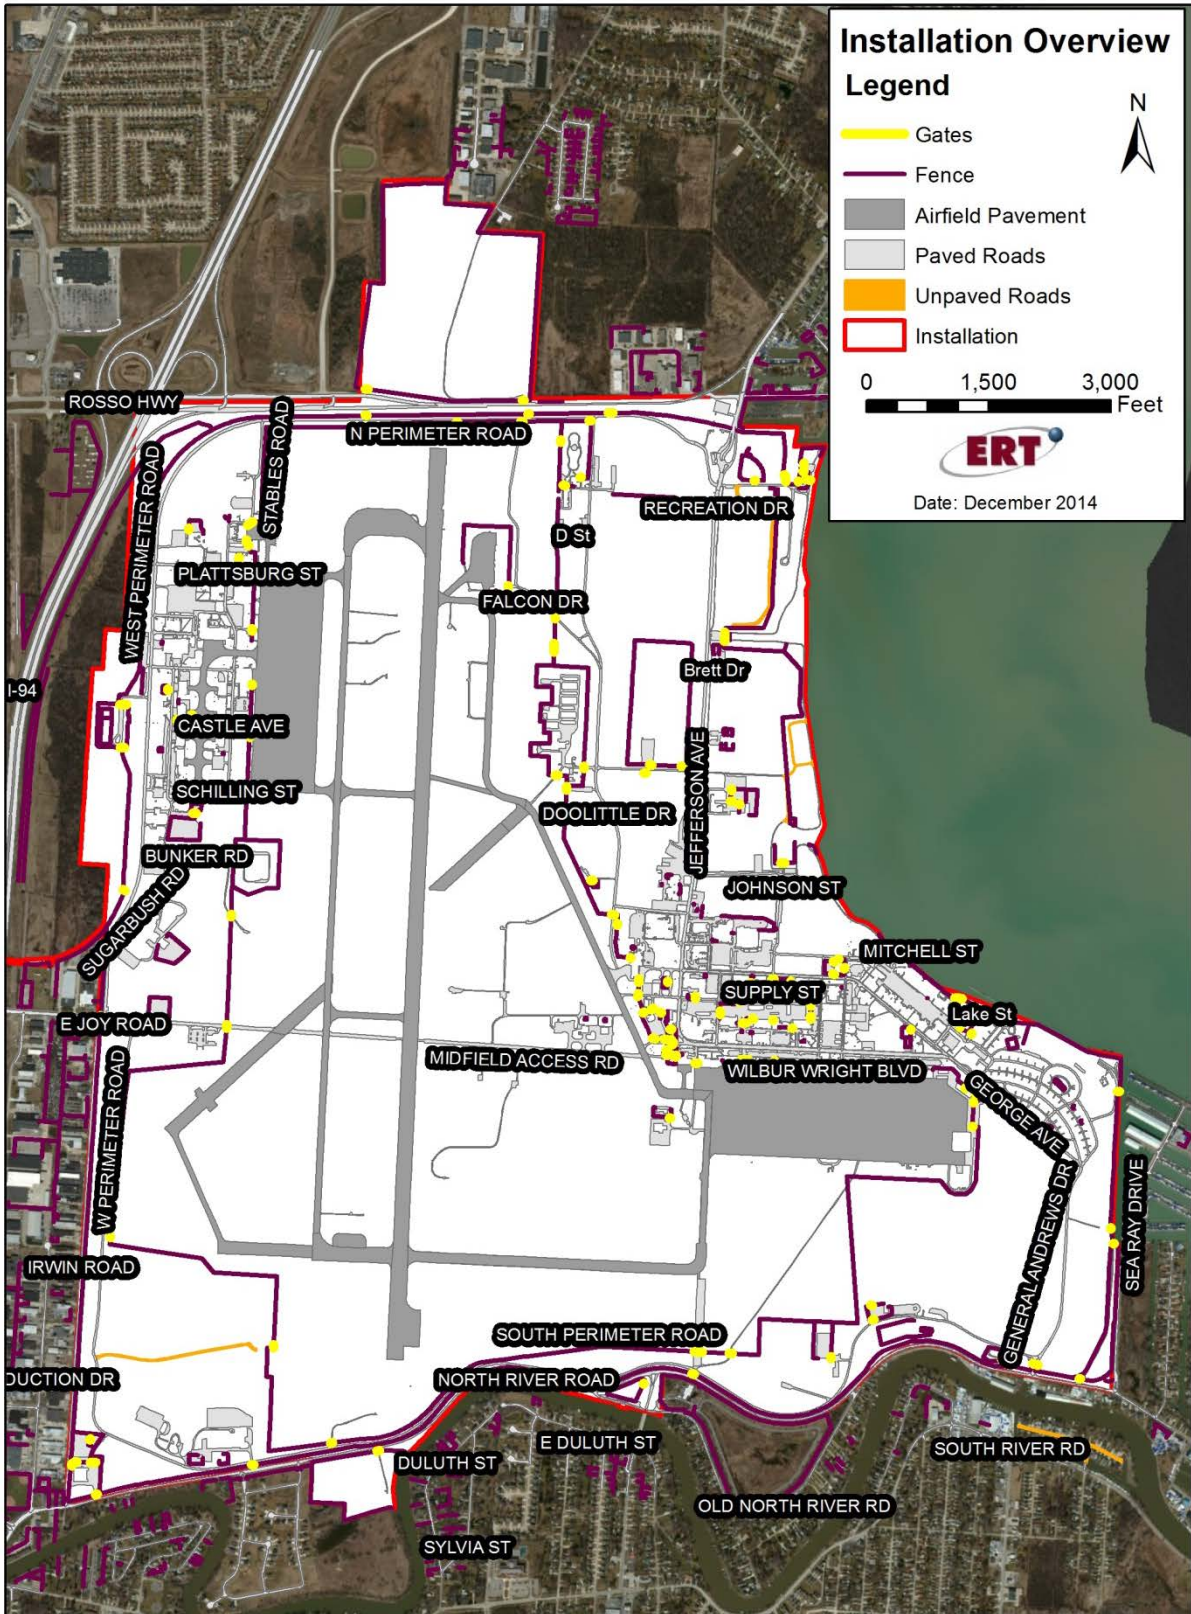 Installation Overview
Legend
N
Gates
Fence
Airfield Pavement
Paved Roads
Unpaved Roads
Installation
0 1,500 3,000
Feet
ERT
Date: December 2014
ROSSO HWY
N PERIMETER ROAD
STABLES ROAD
WEST PERIMETER ROAD
RECREATION DR
D St
PLATTSBURG ST
FALCON DR
Brett Dr
I-94
CASTLE AVE
JEFFERSON AVE
SCHILLING ST
DOOLITTLE DR
BUNKER RD
SUGARBUSH RD
JOHNSON ST
MITCHELL ST
SUPPLY ST
Lake St
E JOY ROAD
MIDFIELD ACCESS RD
WILBUR WRIGHT BLVD
GEORGE AVE
W PERIMETER ROAD
GENERALANDREWS DR
SEA RAY DRIVE
IRWIN ROAD
SOUTH PERIMETER ROAD
DUCTION DR
NORTH RIVER ROAD
E DULUTH ST
DULUTH ST
SOUTH RIVER RD
OLD NORTH RIVER RD
SYLVIA ST